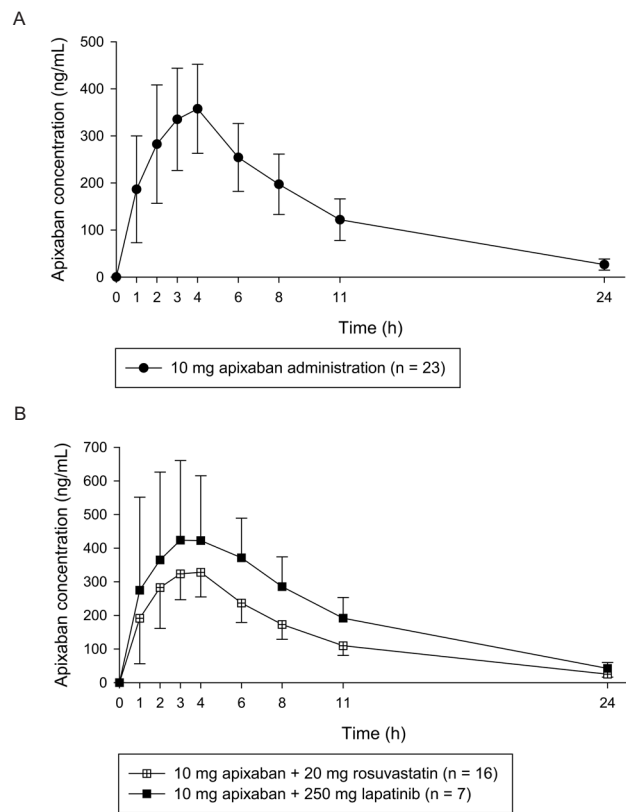 A
500
400
300
200
100
0
Apixaban concentration (ng/mL)
0 1 2 3 4 6 8 11 24
Time (h)
10 mg apixaban administration (n = 23)
B
700
600
500
400
300
200
100
0
Apixaban concentration (ng/mL)
0 1 2 3 4 6 8 11 24
Time (h)
10 mg apixaban + 20 mg rosuvastatin (n = 16)
10 mg apixaban + 250 mg lapatinib (n = 7)